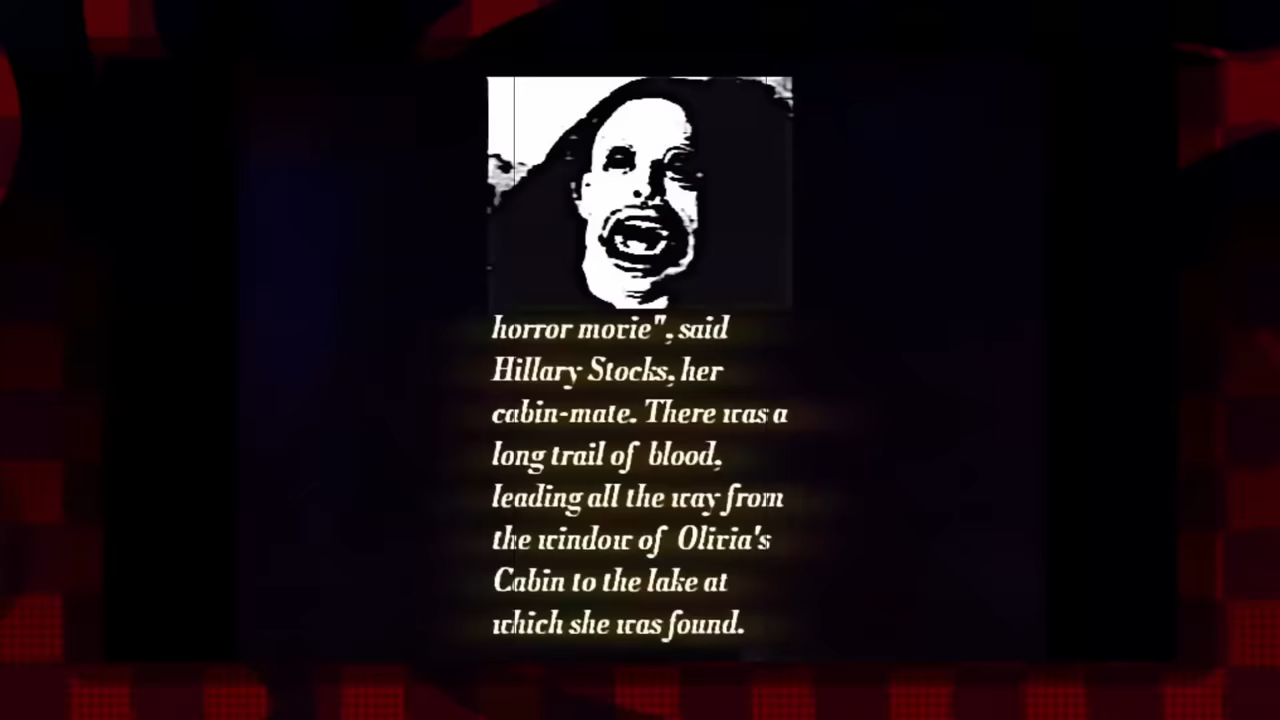 horror movie", said
Hillary Stocks, her
cabin-mate. There was a
long trail of blood,
leading all the way from
the window of Olivia's
Cabin to the lake at
which she was found.